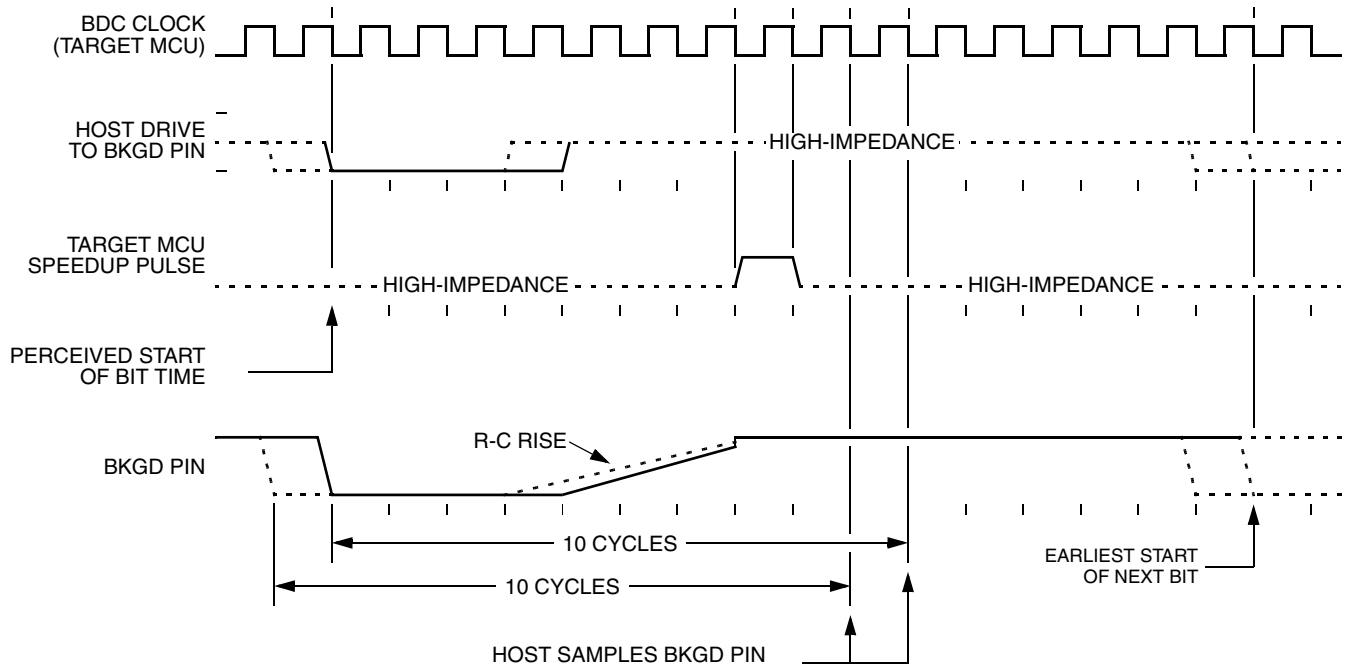 BDC CLOCK
(TARGET MCU)
HOST DRIVE
TO BKGD PIN
HIGH-IMPEDANCE
TARGET MCU
SPEEDUP PULSE
HIGH-IMPEDANCE
HIGH-IMPEDANCE
PERCEIVED START
OF BIT TIME
R-C RISE
BKGD PIN
10 CYCLES
EARLIEST START
OF NEXT BIT
10 CYCLES
HOST SAMPLES BKGD PIN